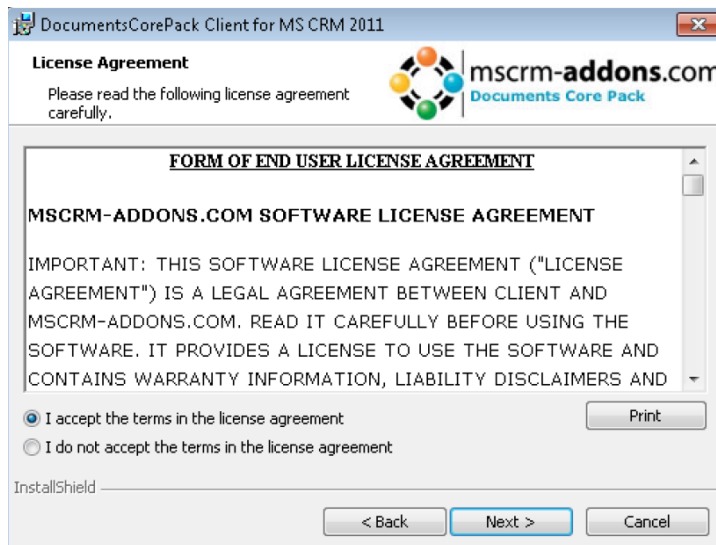 DocumentsCorePack Client for MS CRM 2011
License Agreement
Please read the following license agreement
carefully.
mscrm-addons.com
Documents Core Pack
FORM OF END USER LICENSE AGREEMENT
MSCRM-ADDONS.COM SOFTWARE LICENSE AGREEMENT
IMPORTANT: THIS SOFTWARE LICENSE AGREEMENT ("LICENSE
AGREEMENT") IS A LEGAL AGREEMENT BETWEEN CLIENT AND
MSCRM-ADDONS.COM. READ IT CAREFULLY BEFORE USING THE
SOFTWARE. IT PROVIDES A LICENSE TO USE THE SOFTWARE AND
CONTAINS WARRANTY INFORMATION, LIABILITY DISCLAIMERS AND
I accept the terms in the license agreement
Print
I do not accept the terms in the license agreement
InstallShield
< Back
Next >
Cancel